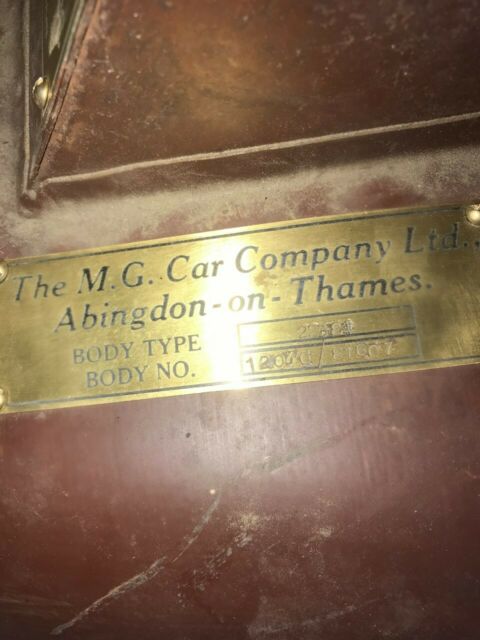 The M.G. Car Company Ltd.,
Abingdon-on-Thames.
BODY TYPE
BODY NO.